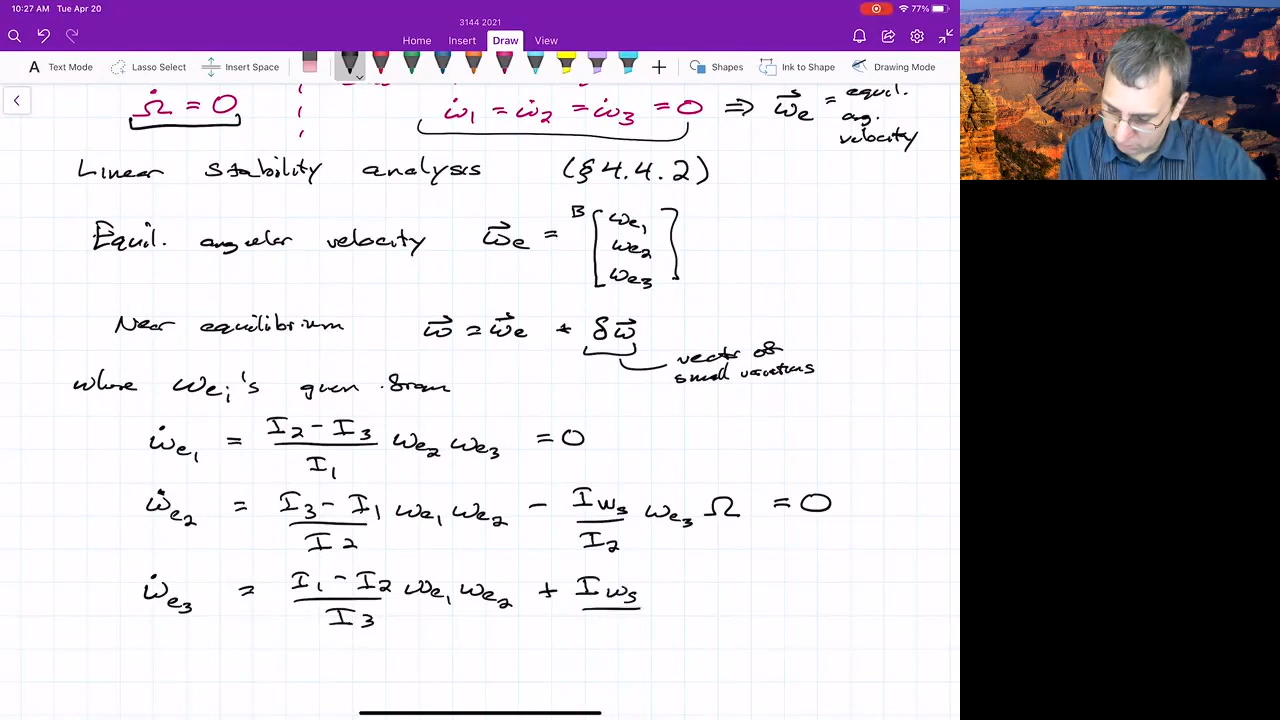 10:27 AM Tue Apr 20
77%
3144 2021
Home Insert Draw View
Text Mode Lasso Select Insert Space Shapes Ink to Shape Drawing Mode
Ω̇ = 0
ω̇₁ = ω̇₂ = ω̇₃ = 0 ⇒ ω⃗e = equil. ang. velocity
Linear stability analysis (§4.4.2)
Equil. angular velocity ω⃗e = ᴮ[ωe₁ ωe₂ ωe₃]
Near equilibrium ω⃗ = ω⃗e + δω⃗
vector of
small variations
where ωeᵢ's given from
ω̇e₁ = (I₂ − I₃)/I₁ ωe₂ ωe₃ = 0
ω̇e₂ = (I₃ − I₁)/I₂ ωe₁ ωe₂ − Iws/I₂ ωe₃ Ω = 0
ω̇e₃ = (I₁ − I₂)/I₃ ωe₁ ωe₂ + Iws